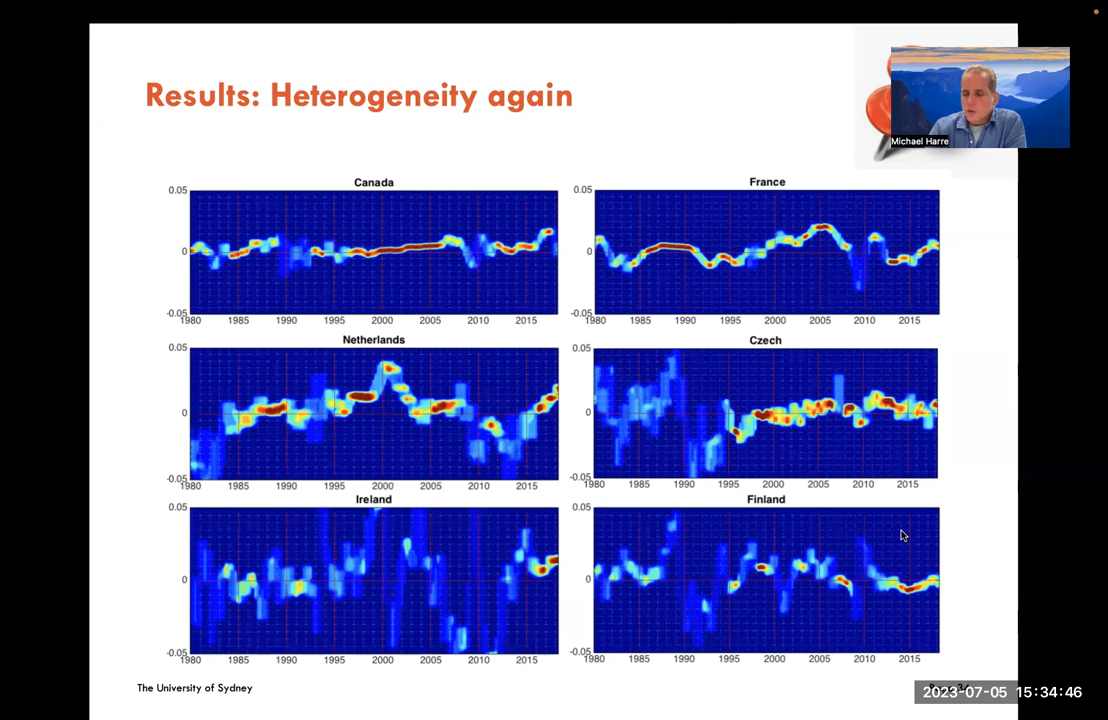 Results: Heterogeneity again
Michael Harre
Canada
0.05
0
-0.05
1980 1985 1990 1995 2000 2005 2010 2015
France
0.05
0
-0.05
1980 1985 1990 1995 2000 2005 2010 2015
Netherlands
0.05
0
-0.05
1980 1985 1990 1995 2000 2005 2010 2015
Czech
0.05
0
-0.05
1980 1985 1990 1995 2000 2005 2010 2015
Ireland
0.05
0
-0.05
1980 1985 1990 1995 2000 2005 2010 2015
Finland
0.05
0
-0.05
1980 1985 1990 1995 2000 2005 2010 2015
The University of Sydney
2023-07-05 15:34:46